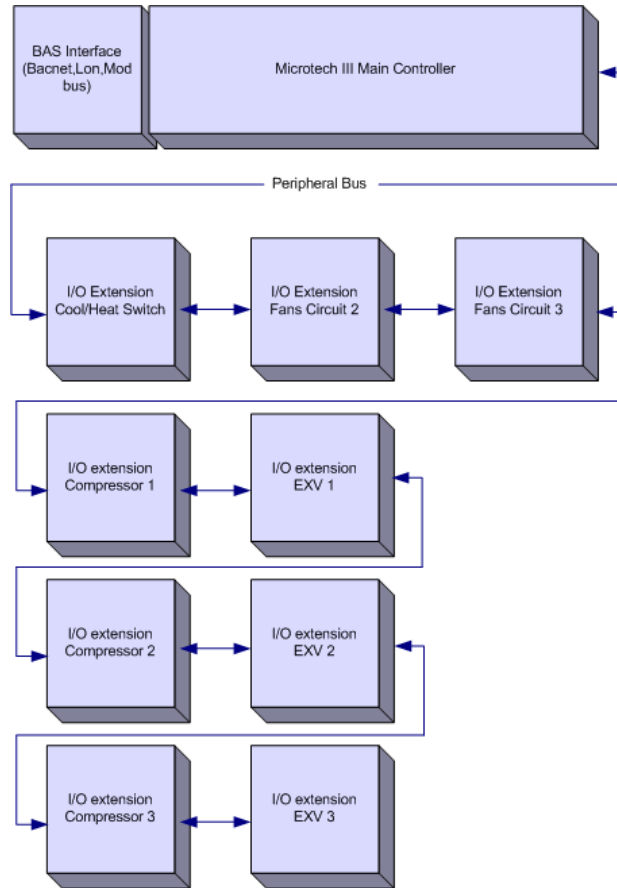 BAS Interface
(Bacnet,Lon,Mod
bus)
Microtech III Main Controller
Peripheral Bus
I/O Extension
Cool/Heat Switch
I/O Extension
Fans Circuit 2
I/O Extension
Fans Circuit 3
I/O extension
Compressor 1
I/O extension
EXV 1
I/O extension
Compressor 2
I/O extension
EXV 2
I/O extension
Compressor 3
I/O extension
EXV 3